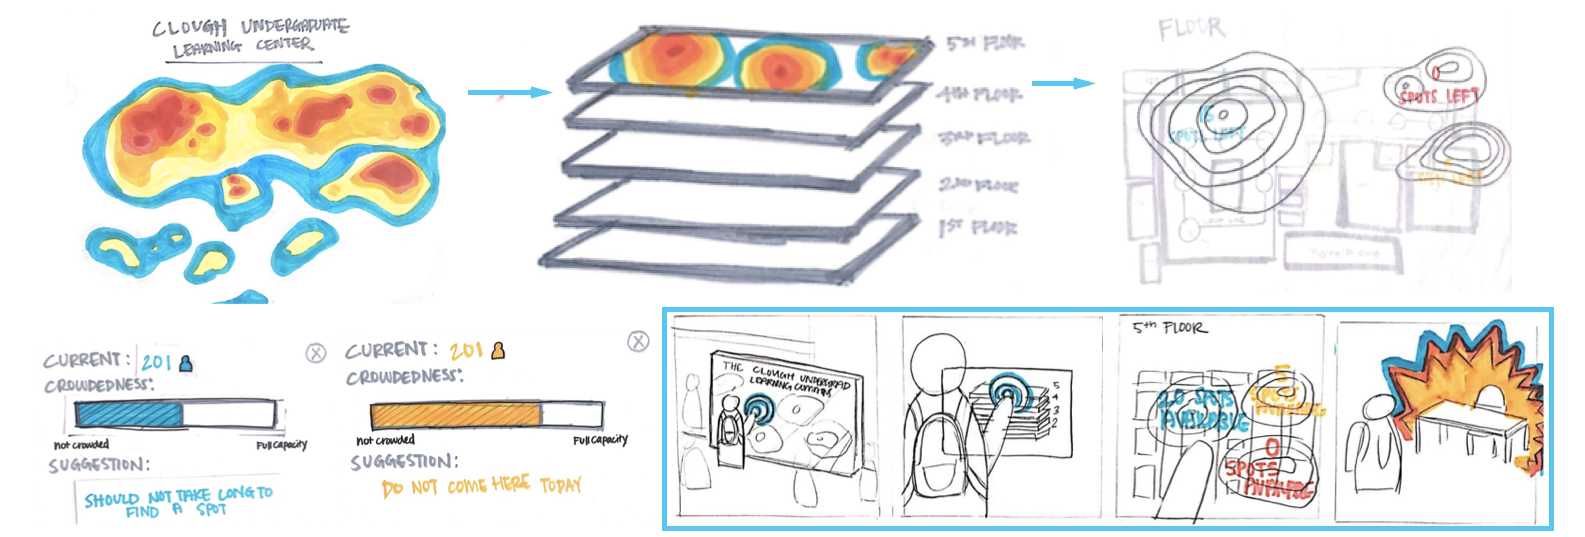 CLOUGH UNDERGRADUATE
LEARNING CENTER
5TH FLOOR
4TH FLOOR
3RD FLOOR
2ND FLOOR
1ST FLOOR
FLOOR
15
SPOTS LEFT
0
SPOTS LEFT
SPOTS LEFT
CURRENT: 201
CROWDEDNESS:
not crowded
Full capacity
SUGGESTION:
SHOULD NOT TAKE LONG TO
FIND A SPOT
CURRENT: 201
CROWDEDNESS:
not crowded
Full capacity
SUGGESTION:
DO NOT COME HERE TODAY
THE CLOUGH UNDERGRAD
LEARNING COMMONS
5
4
3
2
5th FLOOR
SPOTS
AVAILABLE
5
SPOTS
AVAILABLE
0
SPOTS
AVAILABLE